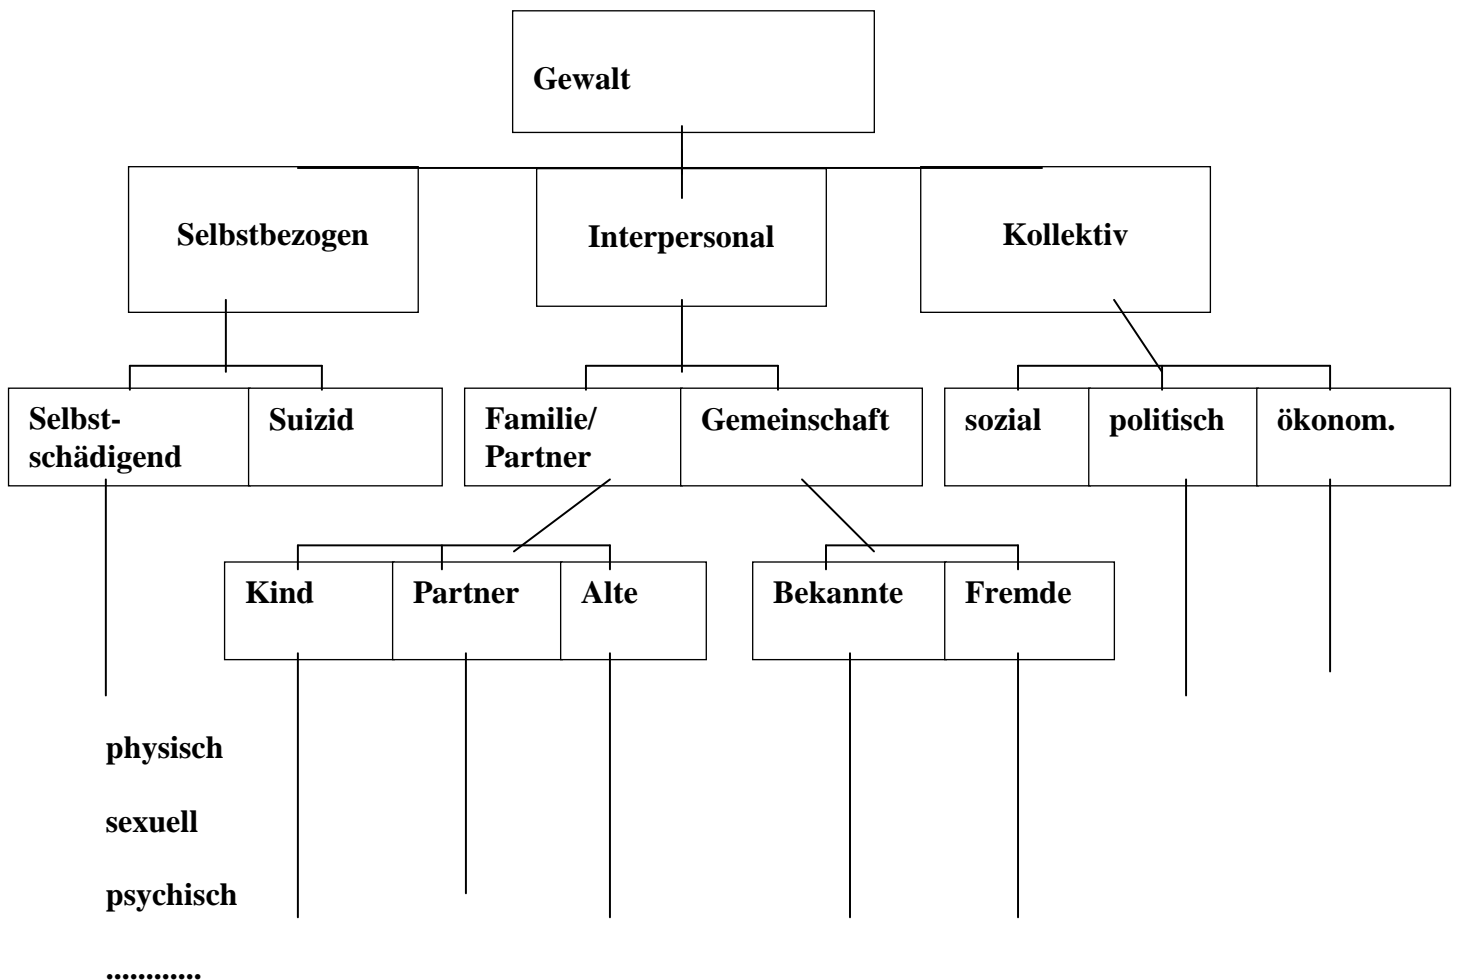 Gewalt
Selbstbezogen
Interpersonal
Kollektiv
Selbst-
schädigend
Suizid
Familie/
Partner
Gemeinschaft
sozial
politisch
ökonom.
Kind
Partner
Alte
Bekannte
Fremde
physisch
sexuell
psychisch
............